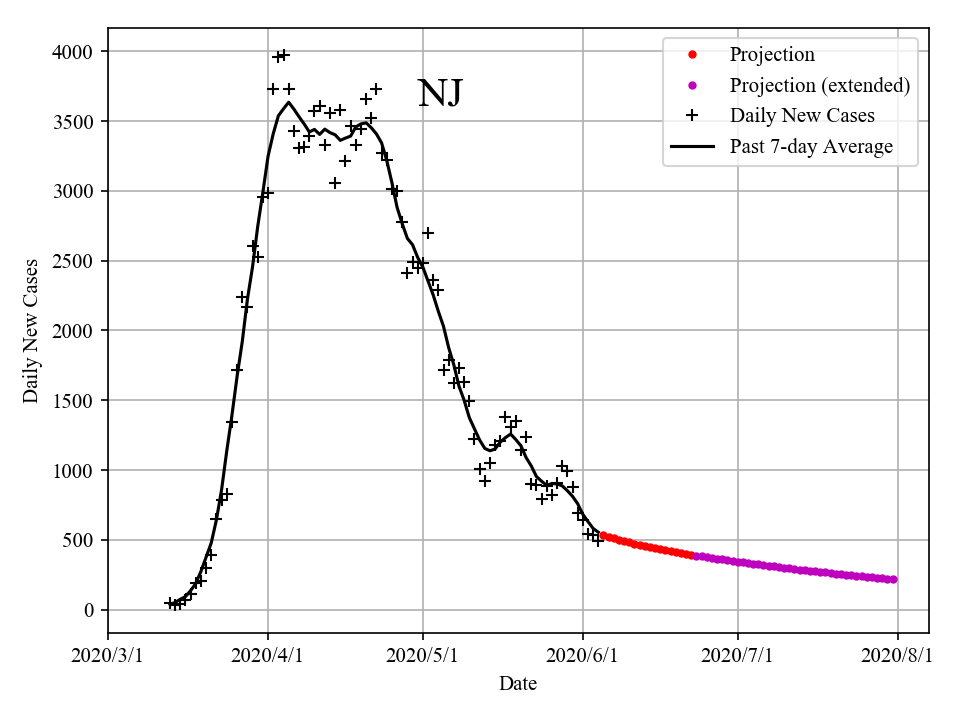 NJ
Projection
Projection (extended)
Daily New Cases
Past 7-day Average
Daily New Cases
4000
3500
3000
2500
2000
1500
1000
500
0
2020/3/1 2020/4/1 2020/5/1 2020/6/1 2020/7/1 2020/8/1
Date